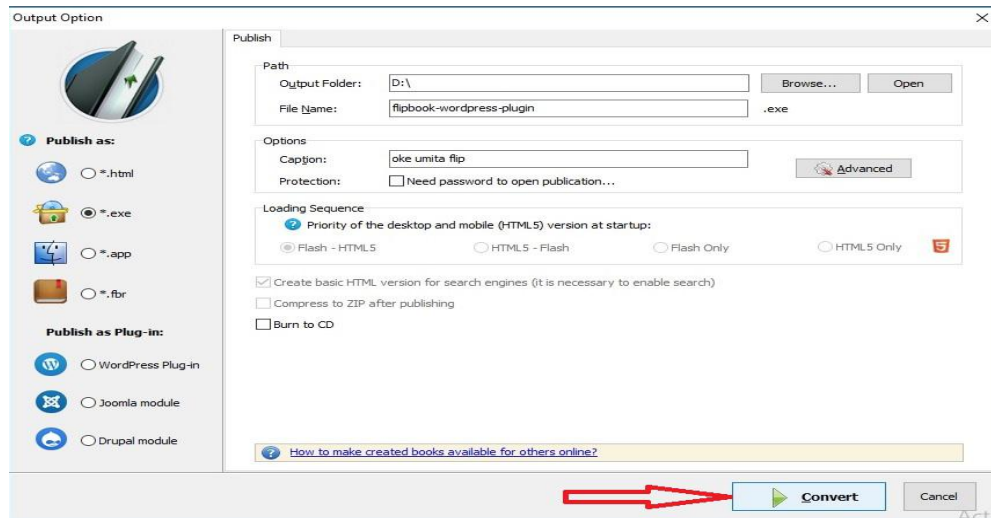 Output Option
Publish
Path
Output Folder: D:\ Browse... Open
File Name: flipbook-wordpress-plugin .exe
Publish as:
*.html
*.exe
*.app
*.fbr
Publish as Plug-in:
WordPress Plug-in
Joomla module
Drupal module
Options
Caption: oke umita flip
Advanced
Protection: Need password to open publication...
Loading Sequence
Priority of the desktop and mobile (HTML5) version at startup:
Flash - HTML5 HTML5 - Flash Flash Only HTML5 Only
Create basic HTML version for search engines (it is necessary to enable search)
Compress to ZIP after publishing
Burn to CD
How to make created books available for others online?
Convert Cancel